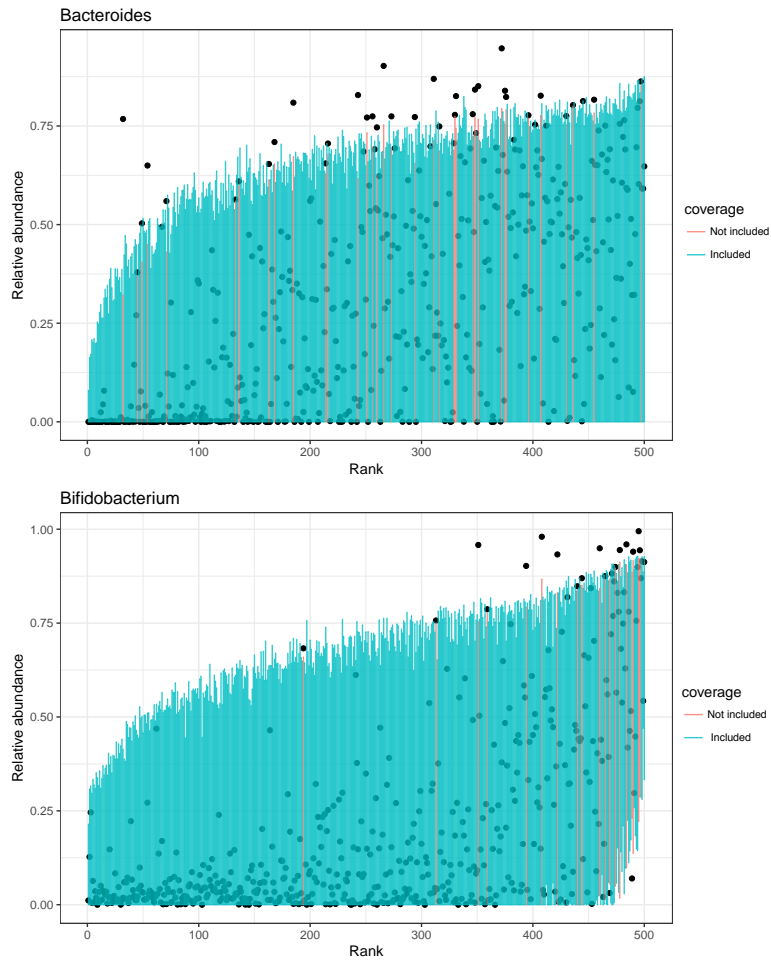 Bacteroides
Relative abundance
0.75
0.50
0.25
0.00
0
100
200
300
400
500
Rank
coverage
Not included
Included
Bifidobacterium
Relative abundance
1.00
0.75
0.50
0.25
0.00
0
100
200
300
400
500
Rank
coverage
Not included
Included